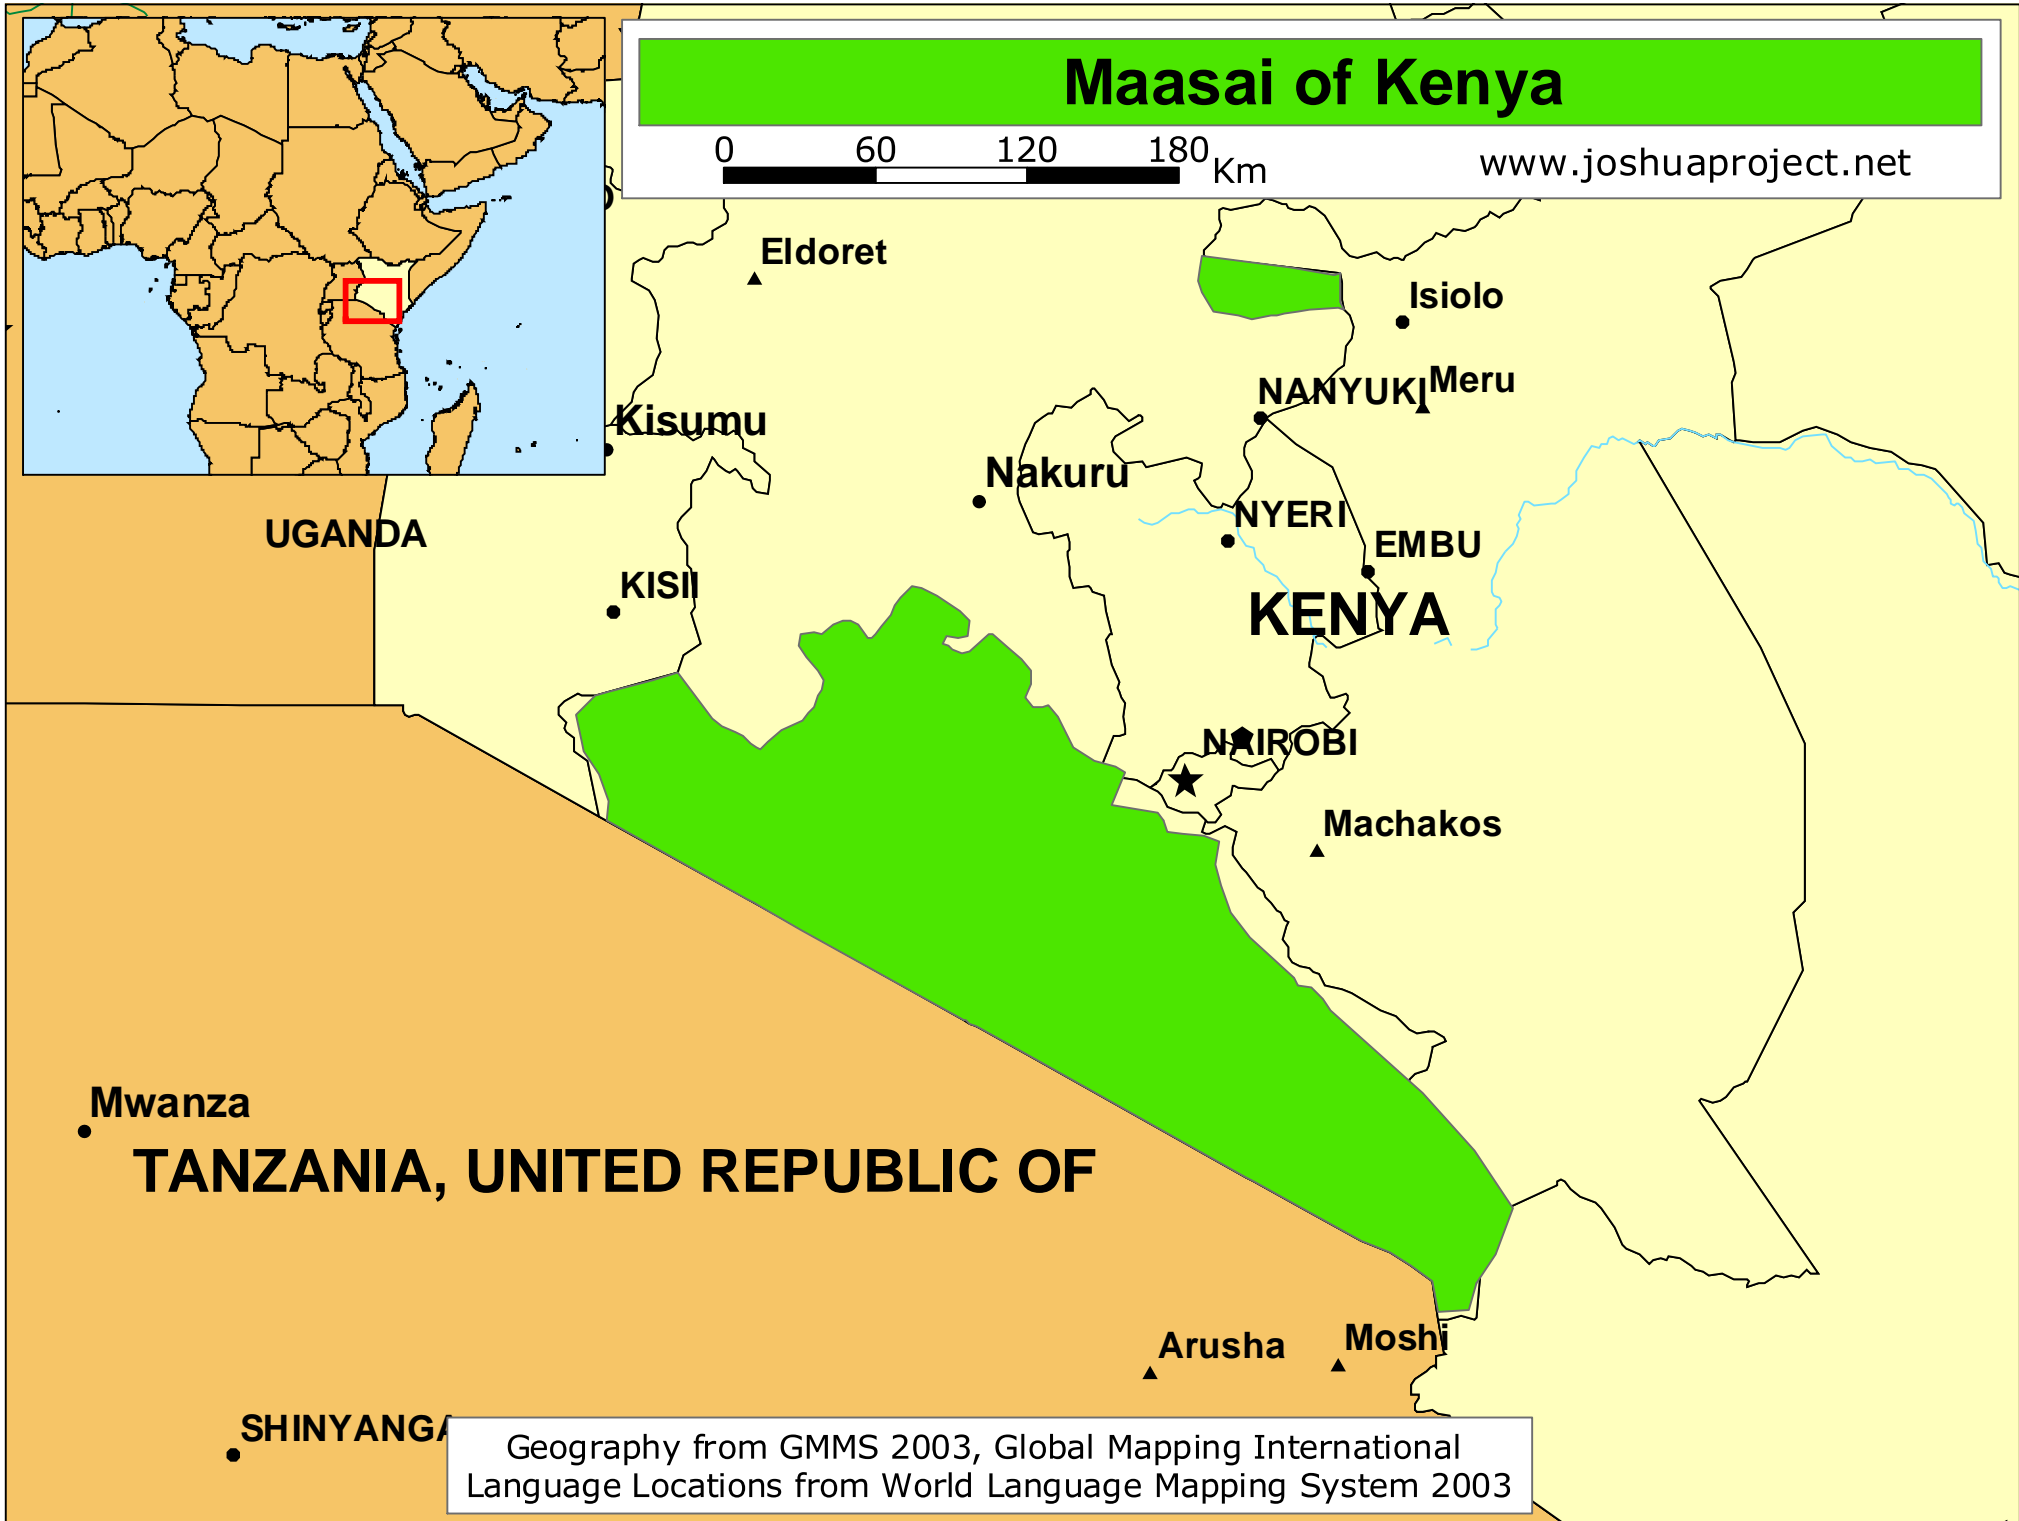 Maasai of Kenya
0 60 120 180 Km
www.joshuaproject.net
Eldoret
Isiolo
Meru
NANYUKI
Kisumu
Nakuru
NYERI
UGANDA
EMBU
KISII
KENYA
NAIROBI
Machakos
Mwanza
TANZANIA, UNITED REPUBLIC OF
Moshi
Arusha
SHINYANGA
Geography from GMMS 2003, Global Mapping International
Language Locations from World Language Mapping System 2003